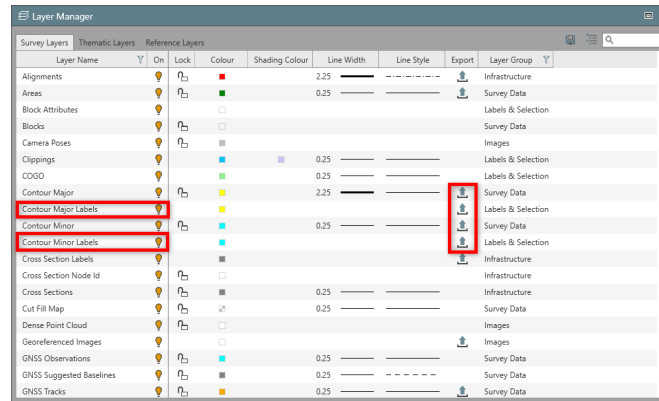 Layer Manager
Survey Layers Thematic Layers Reference Layers
Layer Name On Lock Colour Shading Colour Line Width Line Style Export Layer Group
Alignments 2.25 Infrastructure
Areas 0.25 Survey Data
Block Attributes Labels & Selection
Blocks Survey Data
Camera Poses Images
Clippings 0.25 Labels & Selection
COGO 0.25 Labels & Selection
Contour Major 2.25 Survey Data
Contour Major Labels Labels & Selection
Contour Minor 0.25 Survey Data
Contour Minor Labels Labels & Selection
Cross Section Labels Infrastructure
Cross Section Node Id Infrastructure
Cross Sections 0.25 Infrastructure
Cut Fill Map 0.25 Survey Data
Dense Point Cloud Images
Georeferenced Images Images
GNSS Observations 0.25 Survey Data
GNSS Suggested Baselines 0.25 Survey Data
GNSS Tracks 0.25 Survey Data